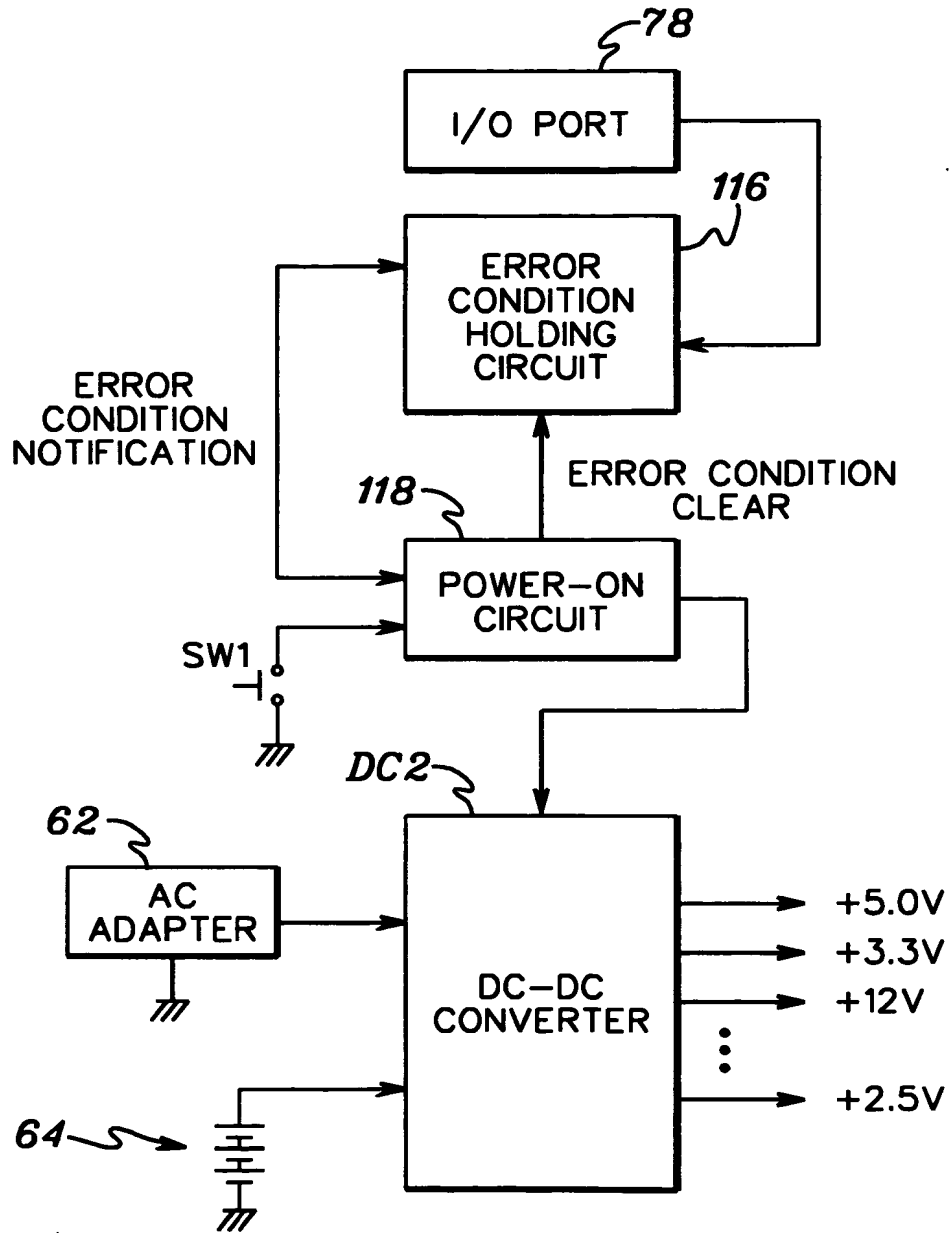 78
I/O PORT
116
ERROR
CONDITION
HOLDING
CIRCUIT
ERROR
CONDITION
NOTIFICATION
118
ERROR CONDITION
CLEAR
POWER-ON
CIRCUIT
SW1
DC2
62
AC
ADAPTER
DC-DC
CONVERTER
+5.0V
+3.3V
+12V
+2.5V
64